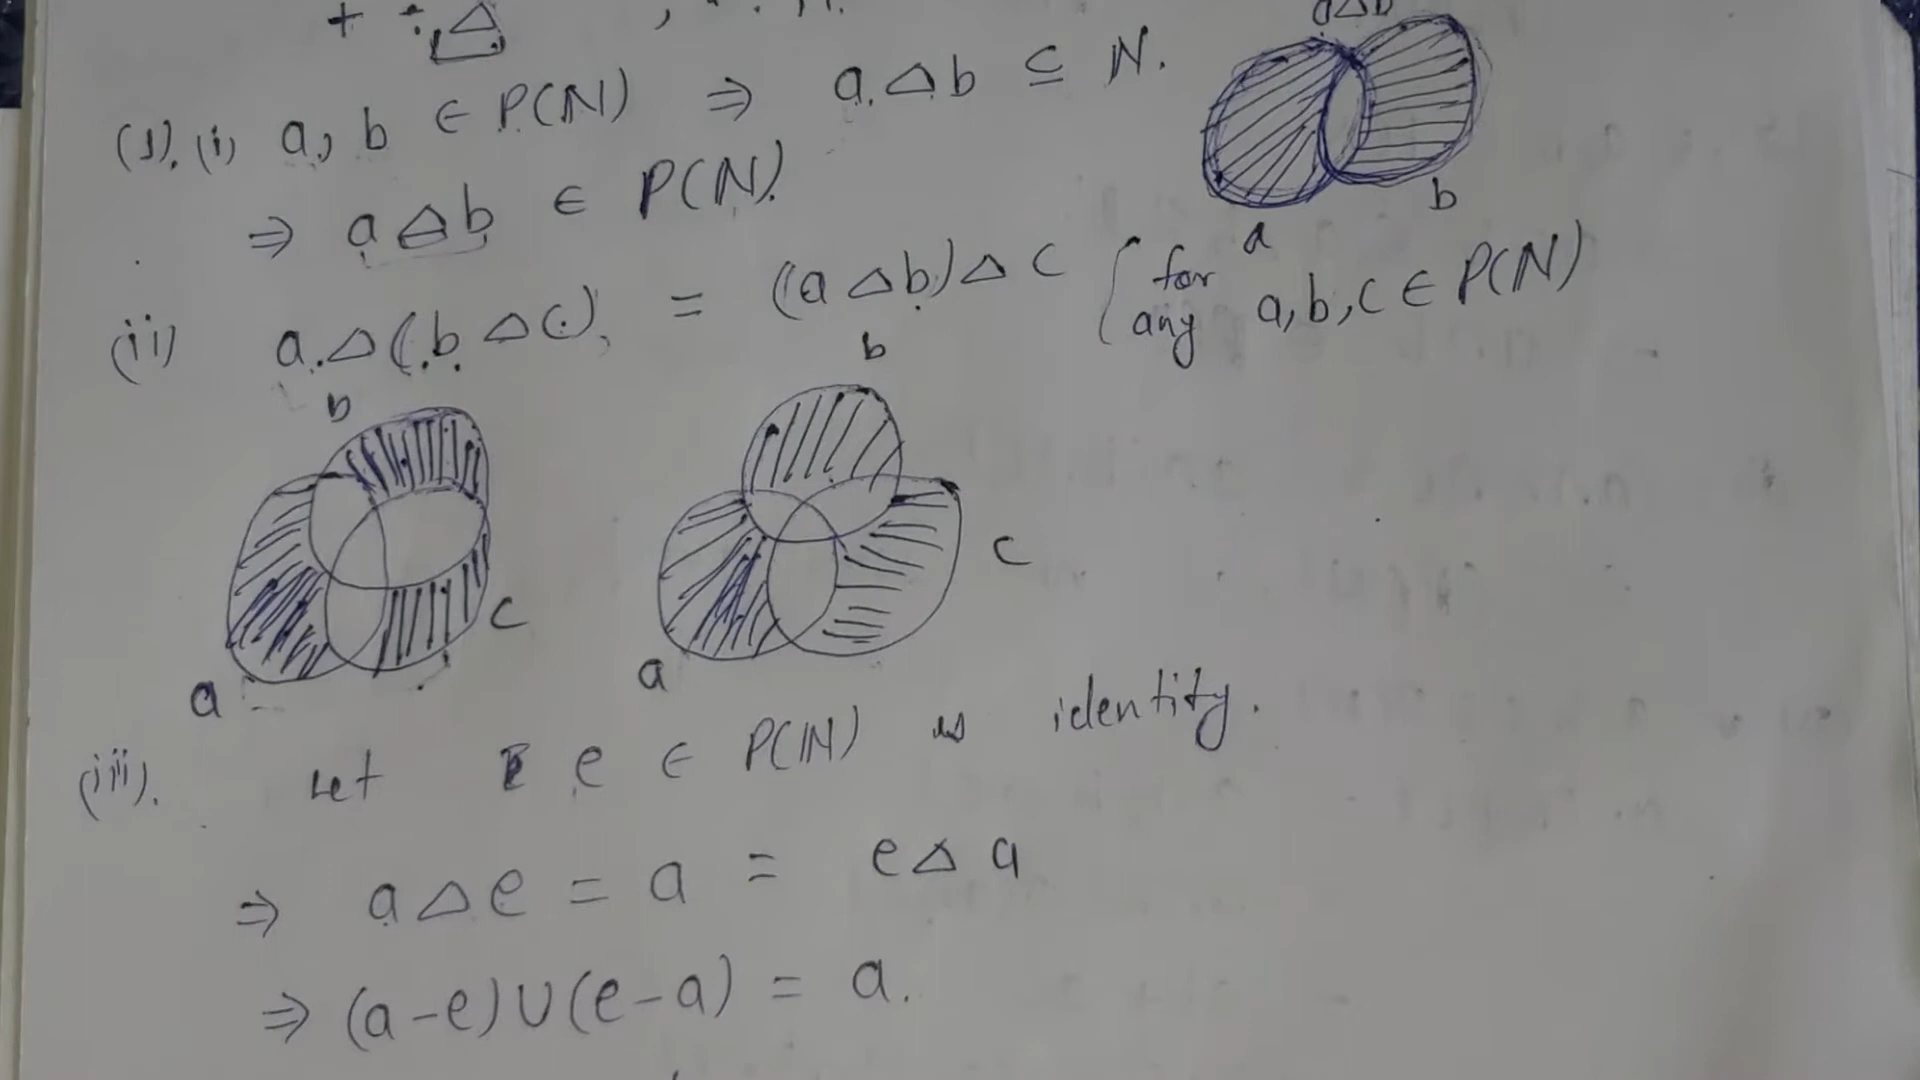 + ÷ △
a△b
(1). (i) a, b ∈ P(N) ⇒ a △ b ⊆ N.
b
a
⇒ a △ b ∈ P(N).
(ii) a △ (b △ c) = (a △ b) △ c ( for any a, b, c ∈ P(N)
b
b
c
c
a
a
(iii). Let e ∈ P(N) is identity.
⇒ a △ e = a = e △ a
⇒ (a - e) ∪ (e - a) = a.